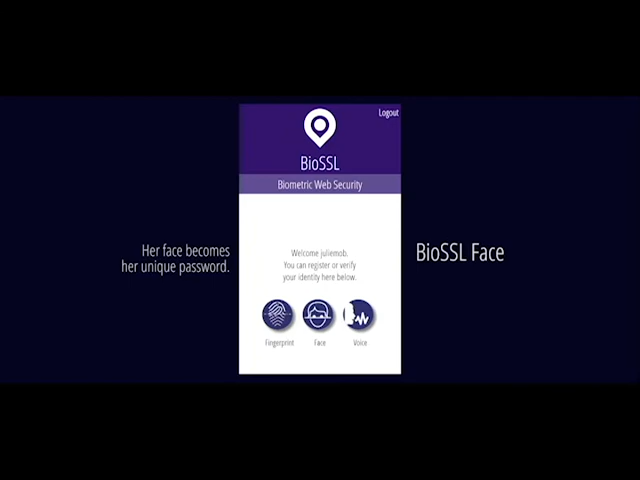 Logout
BioSSL
Biometric Web Security
Her face becomes
her unique password.
Welcome juliemob.
You can register or verify
your identity here below.
Fingerprint Face Voice
BioSSL Face